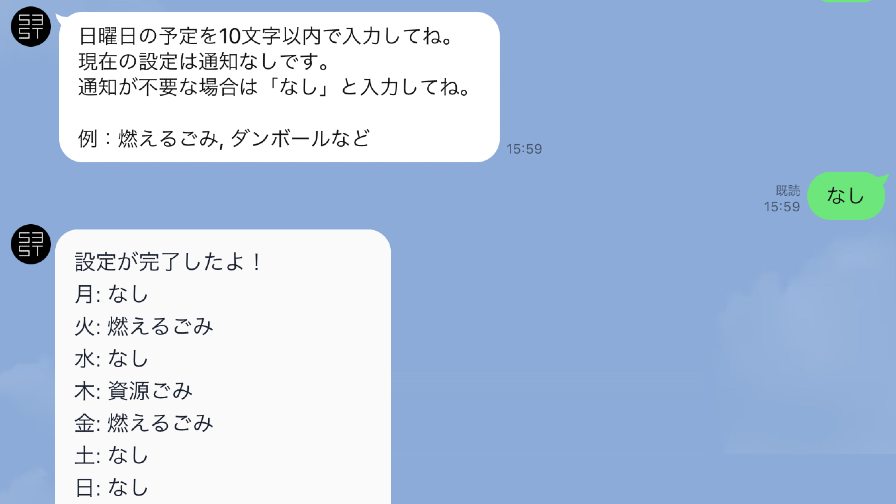 S3
ST
日曜日の予定を10文字以内で入力してね。
現在の設定は通知なしです。
通知が不要な場合は「なし」と入力してね。
例：燃えるごみ, ダンボールなど
15:59
既読
15:59
なし
S3
ST
設定が完了したよ！
月: なし
火: 燃えるごみ
水: なし
木: 資源ごみ
金: 燃えるごみ
土: なし
日: なし